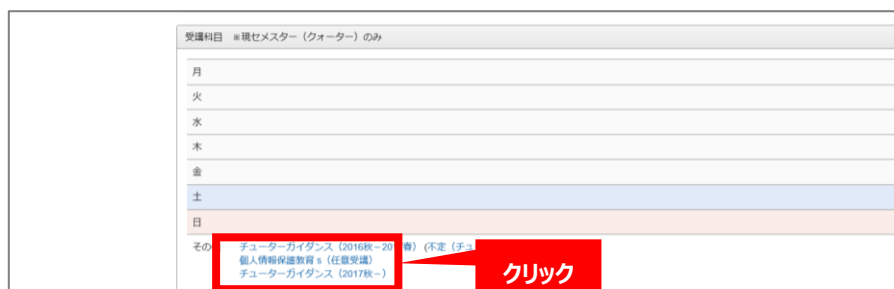 受講科目 ※現セメスター（クォーター）のみ
月
火
水
木
金
土
日
その
チューターガイダンス（2016秋－201 春）（不定（チュ
個人情報保護教育 s（任意受講）
チューターガイダンス（2017秋－）
クリック